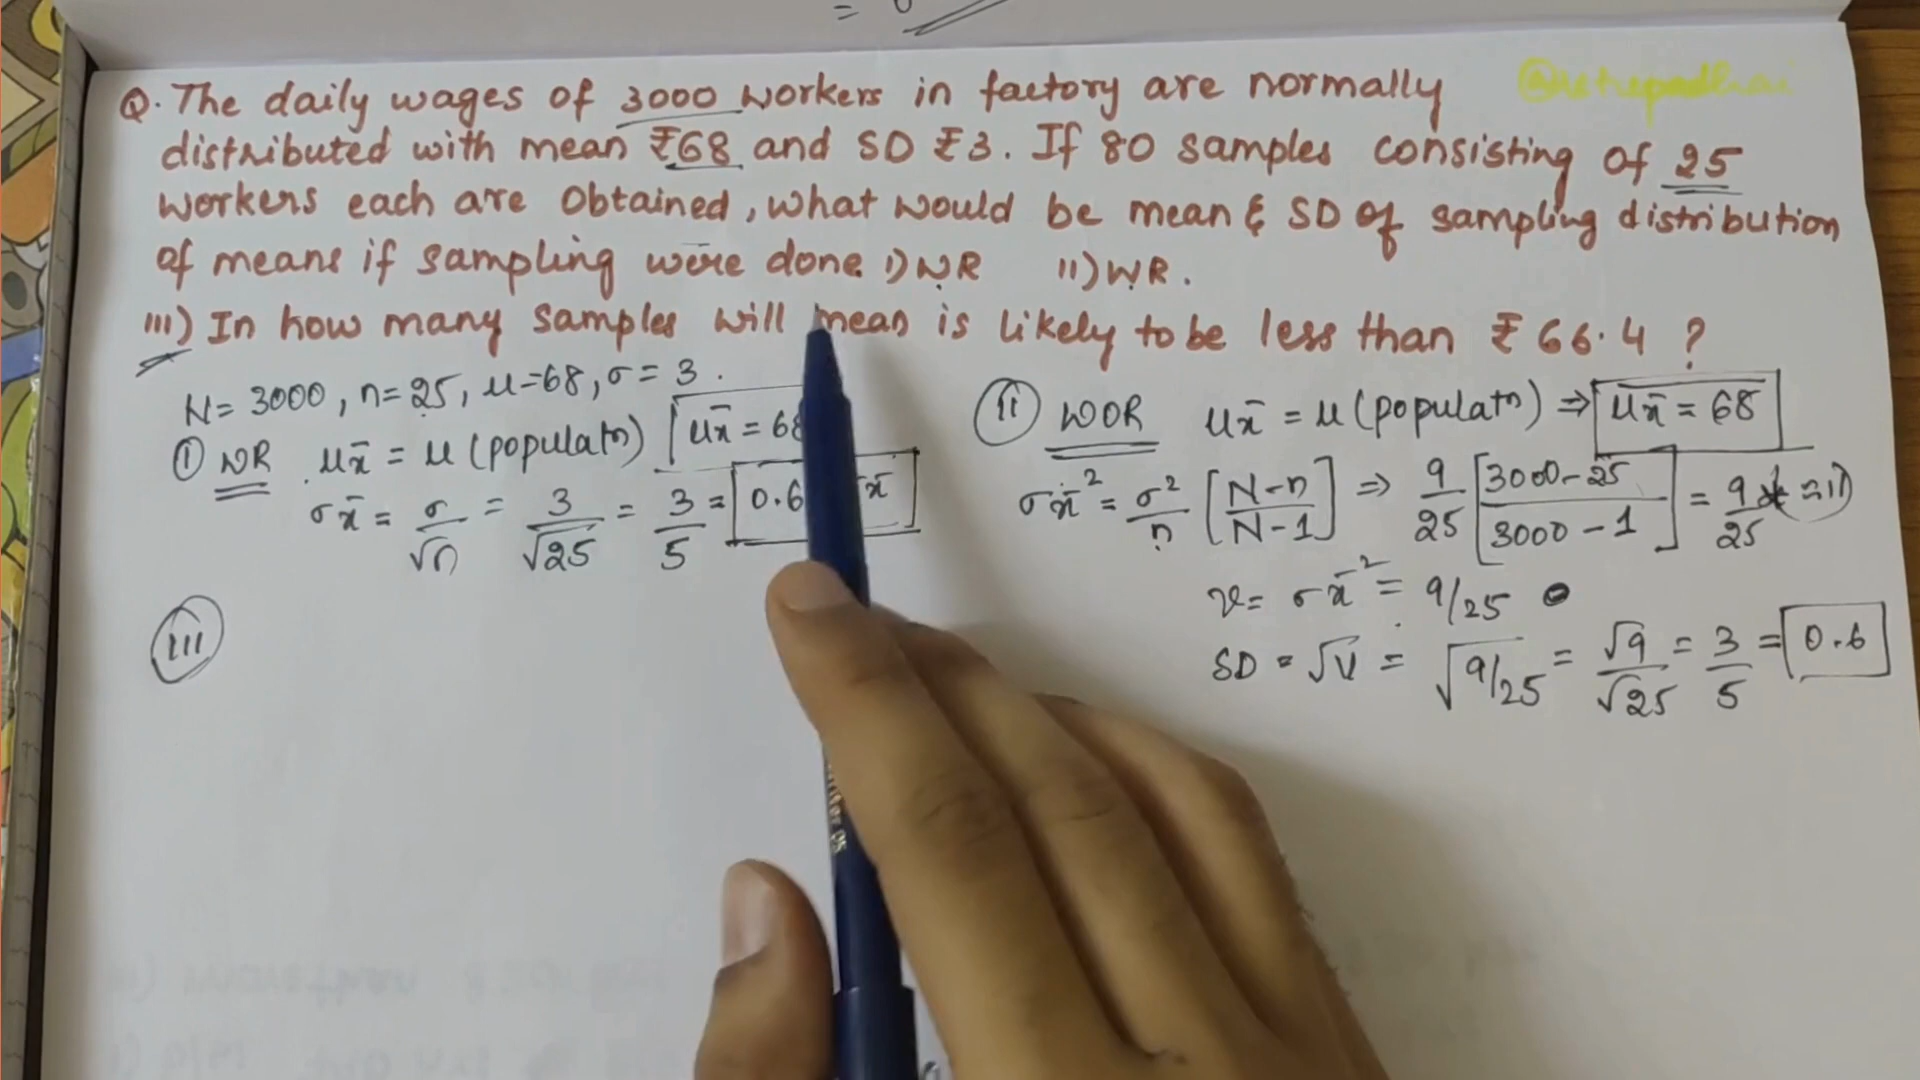 Q. The daily wages of 3000 workers in factory are normally
distributed with mean ₹68 and SD ₹3. If 80 samples consisting of 25
workers each are obtained, what would be mean & SD of sampling distribution
of means if sampling were done i) WR ii) WR.
iii) In how many samples will mean is likely to be less than ₹66.4 ?
N= 3000, n=25, μ=68, σ=3.
① WR μx̄ = μ (populatn) μx̄ = 68
σx̄ = σ/√n = 3/√25 = 3/5 = 0.6
ⅱ WOR μx̄ = μ (populatn) ⇒ μx̄ = 68
σx̄² = σ²/n [N-n/N-1] ⇒ 9/25 [3000-25/3000-1] = 9/25
v= σx̄² = 9/25
SD = √V = √9/25 = √9/√25 = 3/5 = 0.6
ⅲ